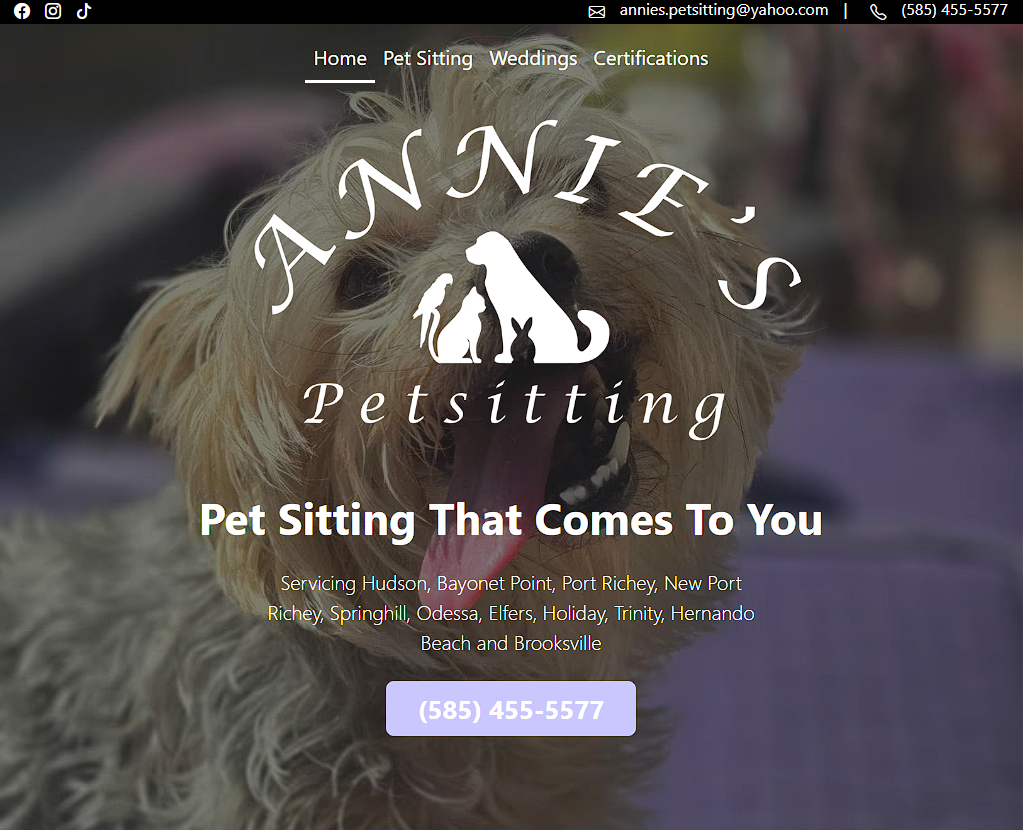 annies.petsitting@yahoo.com | (585) 455-5577
Home Pet Sitting Weddings Certifications
ANNIE'S
Petsitting
Pet Sitting That Comes To You
Servicing Hudson, Bayonet Point, Port Richey, New Port
Richey, Springhill, Odessa, Elfers, Holiday, Trinity, Hernando
Beach and Brooksville
(585) 455-5577